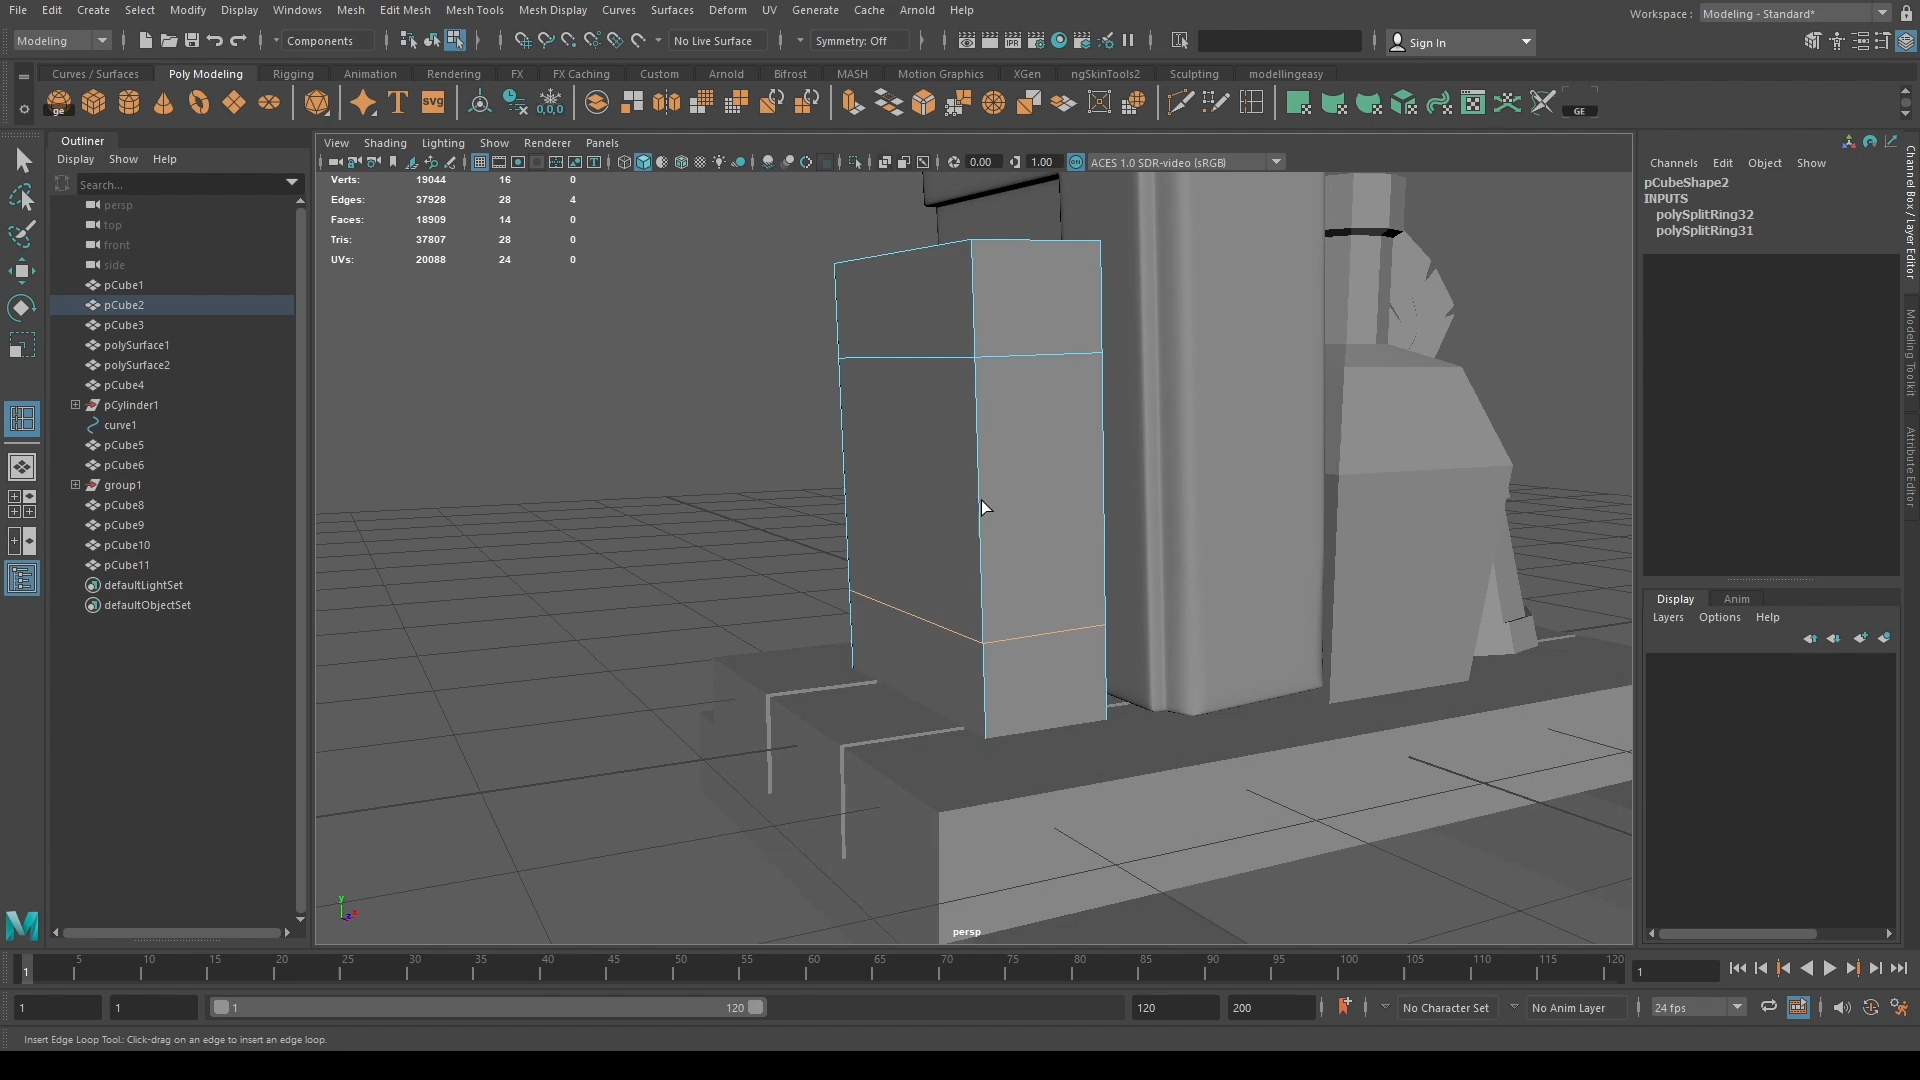 File Edit Create Select Modify Display Windows Mesh Edit Mesh Mesh Tools Mesh Display Curves Surfaces Deform UV Generate Cache Arnold Help
Workspace : Modeling - Standard*
Modeling Components No Live Surface Symmetry: Off Sign In
Curves / Surfaces Poly Modeling Rigging Animation Rendering FX FX Caching Custom Arnold Bifrost MASH Motion Graphics XGen ngSkinTools2 Sculpting modellingeasy
ge T svg 0,0,0 GE
Outliner
Display Show Help
Search...
persp
top
front
side
pCube1
pCube2
pCube3
polySurface1
polySurface2
pCube4
pCylinder1
curve1
pCube5
pCube6
group1
pCube8
pCube9
pCube10
pCube11
defaultLightSet
defaultObjectSet
View Shading Lighting Show Renderer Panels
0.00 1.00 ACES 1.0 SDR-video (sRGB)
Verts: 19044 16 0
Edges: 37928 28 4
Faces: 18909 14 0
Tris: 37807 28 0
UVs: 20088 24 0
persp
Channels Edit Object Show
pCubeShape2
INPUTS
polySplitRing32
polySplitRing31
Display Anim
Layers Options Help
Channel Box / Layer Editor
Modeling Toolkit
Attribute Editor
1 5 10 15 20 25 30 35 40 45 50 55 60 65 70 75 80 85 90 95 100 105 110 115 120
1
1 1 1 120 120 200 No Character Set No Anim Layer 24 fps
Insert Edge Loop Tool: Click-drag on an edge to insert an edge loop.